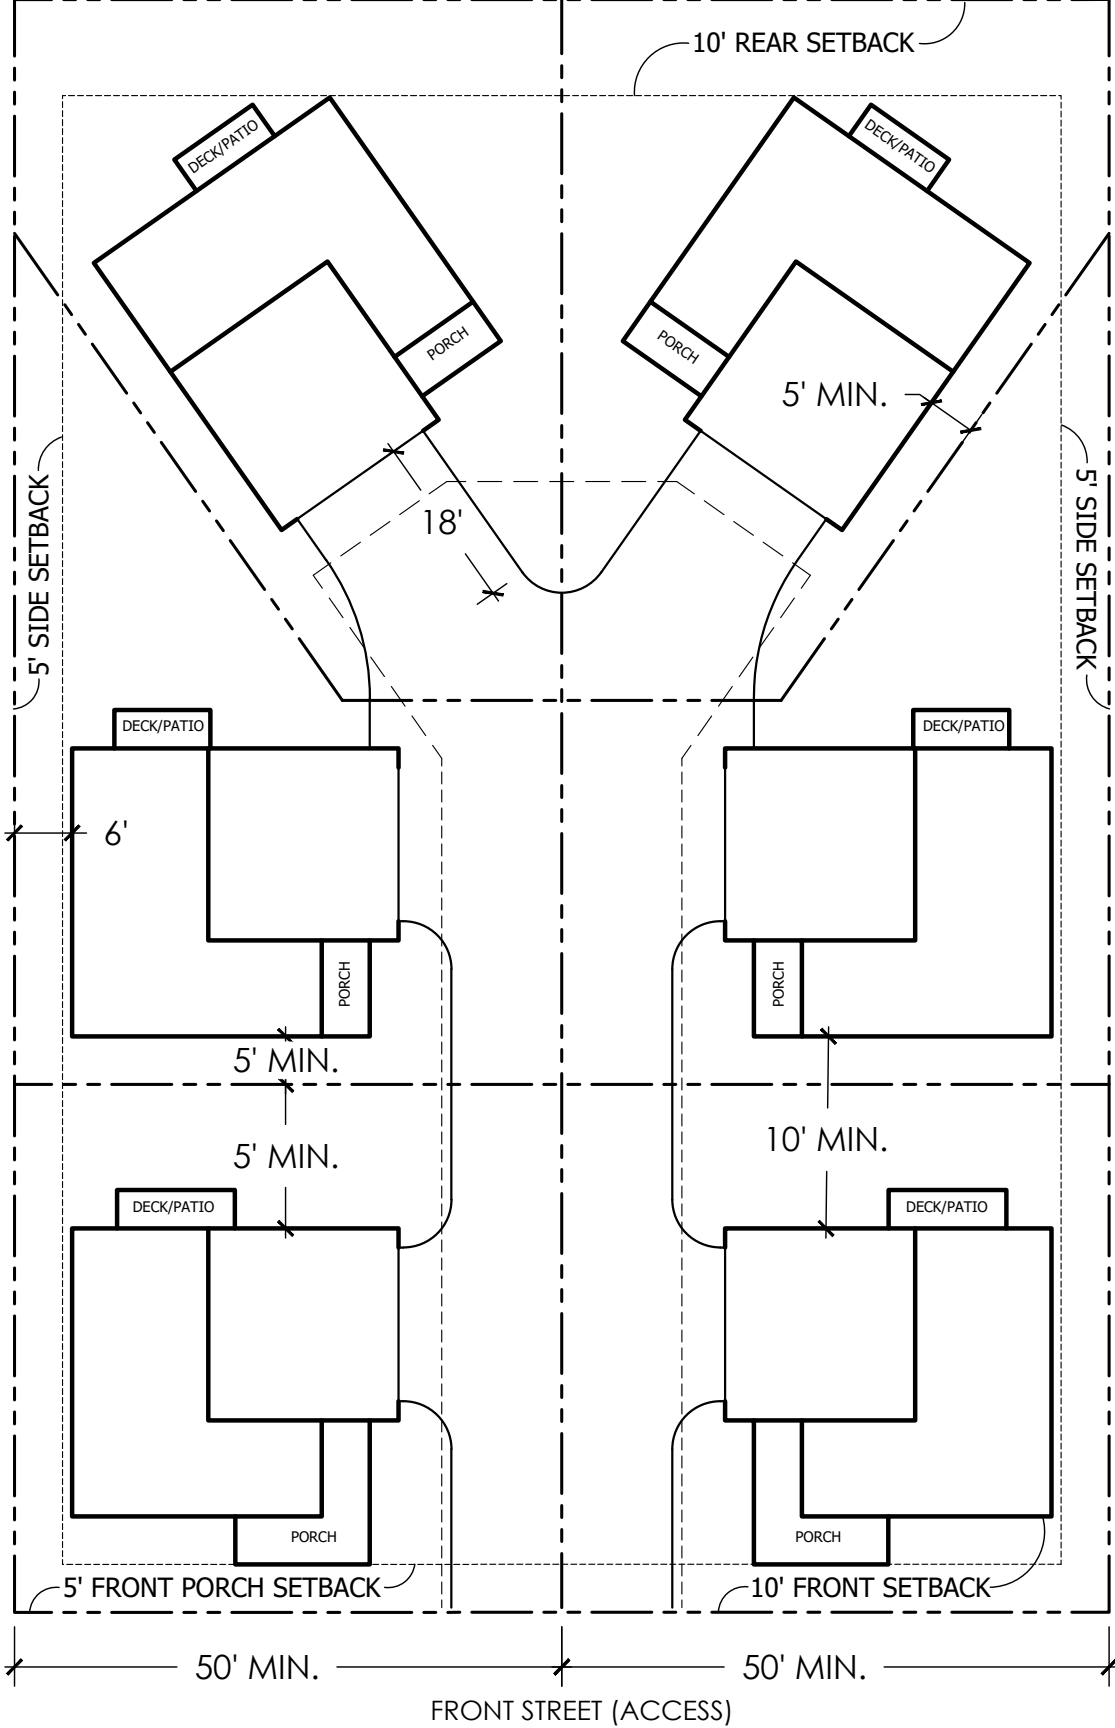 10' REAR SETBACK
DECK/PATIO
DECK/PATIO
PORCH
PORCH
5' MIN.
18'
5' SIDE SETBACK
5' SIDE SETBACK
DECK/PATIO
DECK/PATIO
6'
PORCH
PORCH
5' MIN.
5' MIN.
10' MIN.
DECK/PATIO
DECK/PATIO
PORCH
PORCH
5' FRONT PORCH SETBACK
10' FRONT SETBACK
50' MIN.
50' MIN.
FRONT STREET (ACCESS)